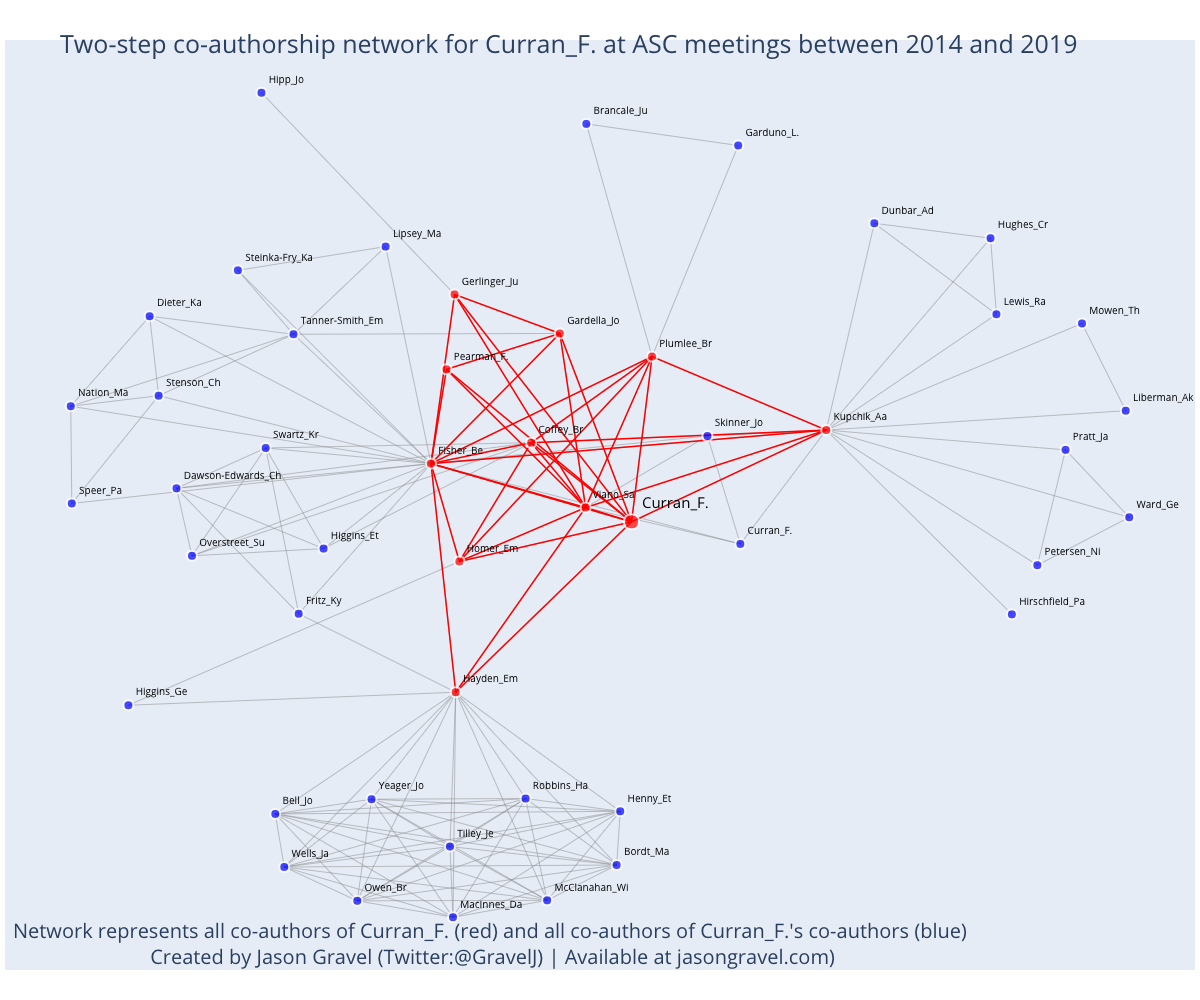 Two-step co-authorship network for Curran_F. at ASC meetings between 2014 and 2019
Hipp_Jo
Brancale_Ju
Garduno_L.
Dunbar_Ad
Hughes_Cr
Lipsey_Ma
Steinka-Fry_Ka
Gerlinger_Ju
Dieter_Ka
Lewis_Ra
Mowen_Th
Tanner-Smith_Em
Gardella_Jo
Plumlee_Br
Pearman_F.
Stenson_Ch
Nation_Ma
Liberman_Ak
Kupchik_Aa
Skinner_Jo
Coffey_Br
Swartz_Kr
Pratt_Ja
Fisher_Be
Dawson-Edwards_Ch
Speer_Pa
Viano_Sa
Curran_F.
Ward_Ge
Curran_F.
Higgins_Et
Overstreet_Su
Homer_Em
Petersen_Ni
Fritz_Ky
Hirschfield_Pa
Hayden_Em
Higgins_Ge
Yeager_Jo
Robbins_Ha
Bell_Jo
Henny_Et
Tilley_Je
Wells_Ja
Bordt_Ma
Owen_Br
McClanahan_Wi
Macinnes_Da
Network represents all co-authors of Curran_F. (red) and all co-authors of Curran_F.'s co-authors (blue)
Created by Jason Gravel (Twitter:@GravelJ) | Available at jasongravel.com)